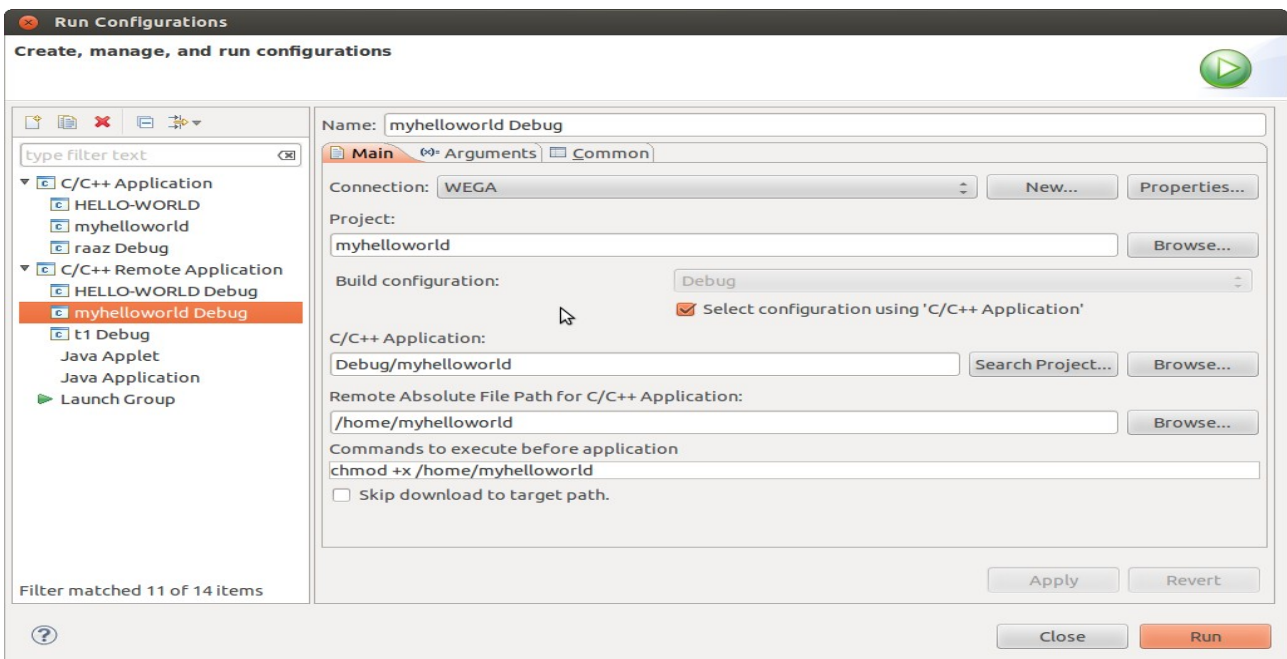 Run Configurations
Create, manage, and run configurations
type filter text
C/C++ Application
HELLO-WORLD
myhelloworld
raaz Debug
C/C++ Remote Application
HELLO-WORLD Debug
myhelloworld Debug
t1 Debug
Java Applet
Java Application
Launch Group
Filter matched 11 of 14 items
Name: myhelloworld Debug
Main (x)= Arguments Common
Connection: WEGA New... Properties...
Project:
myhelloworld Browse...
Build configuration: Debug
Select configuration using 'C/C++ Application'
C/C++ Application:
Debug/myhelloworld Search Project... Browse...
Remote Absolute File Path for C/C++ Application:
/home/myhelloworld Browse...
Commands to execute before application
chmod +x /home/myhelloworld
Skip download to target path.
Apply Revert
? Close Run